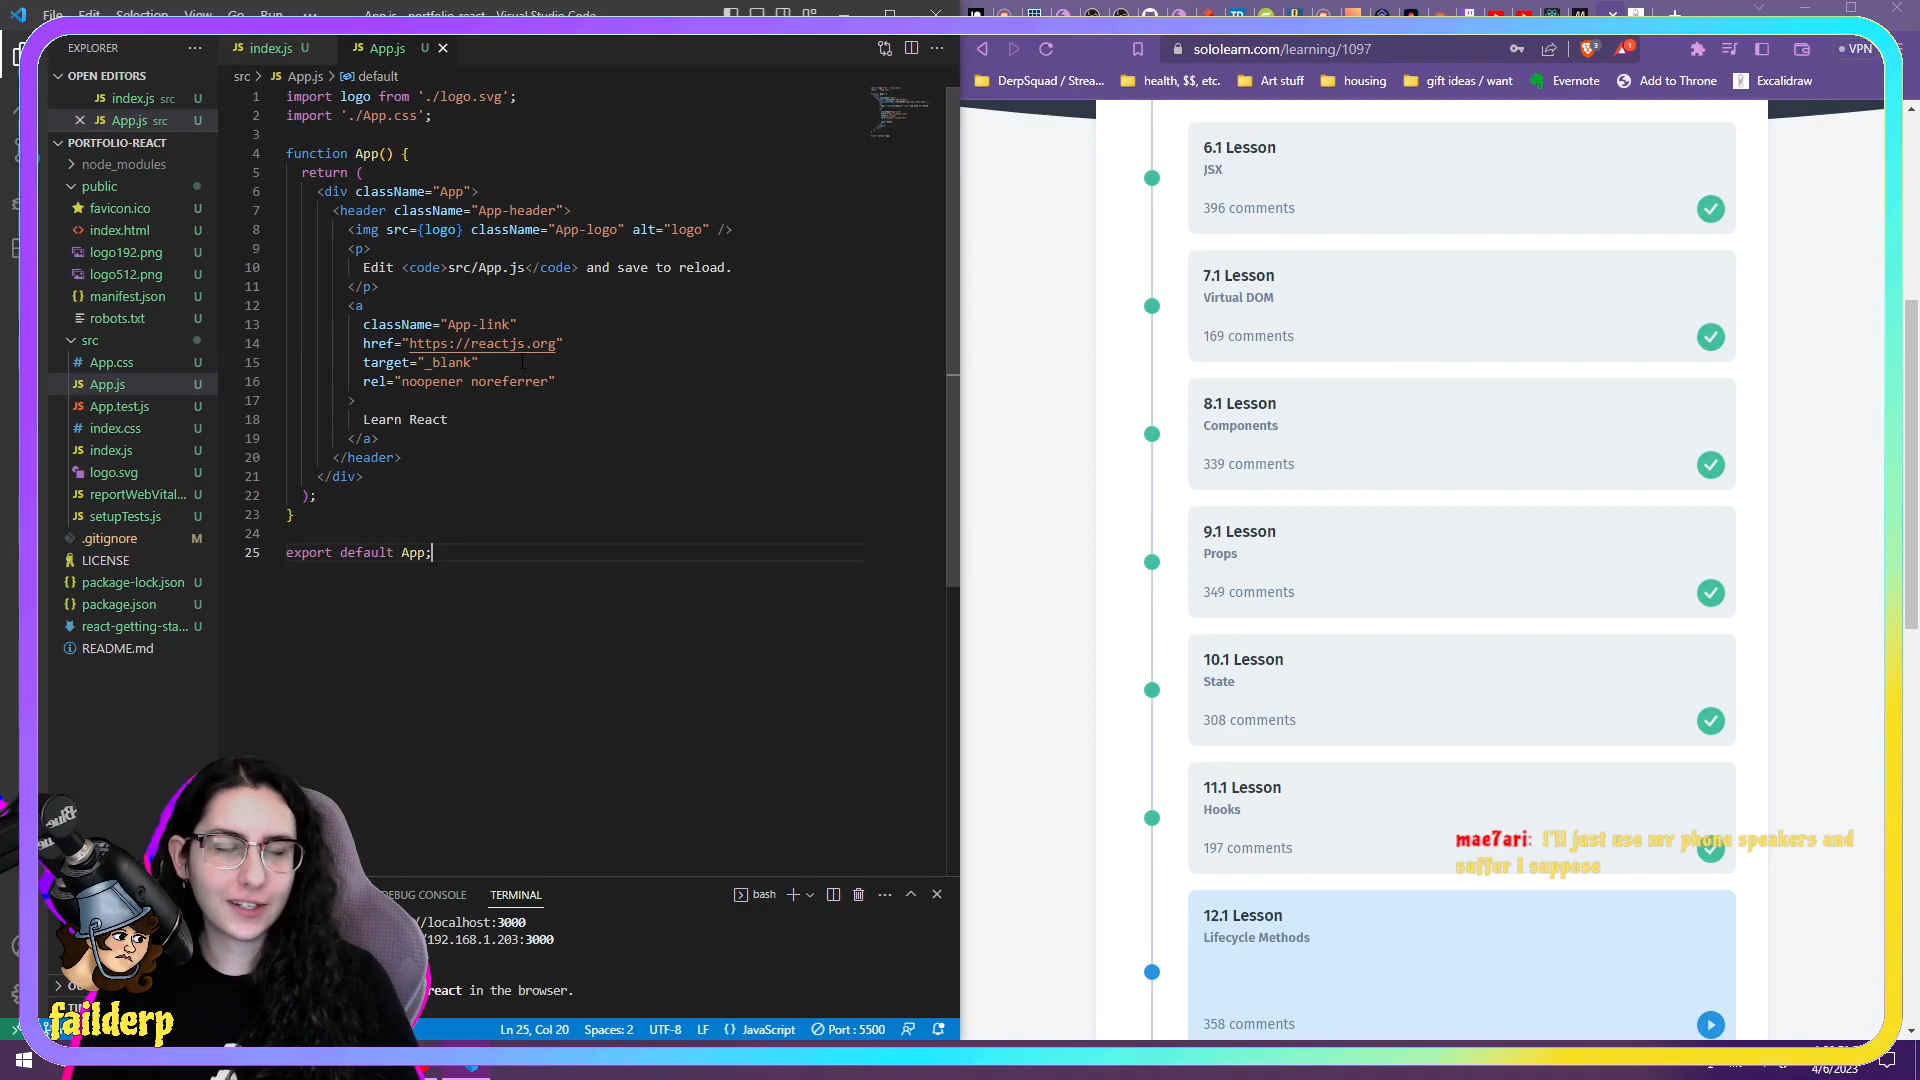 File Edit Selection View Go Run ··· App.js - portfolio-react - Visual Studio Code
EXPLORER
OPEN EDITORS
index.js src U
App.js src U
PORTFOLIO-REACT
node_modules
public
favicon.ico U
index.html U
logo192.png U
logo512.png U
manifest.json U
robots.txt U
src
App.css U
App.js U
App.test.js U
index.css U
index.js U
logo.svg U
reportWebVital... U
setupTests.js U
.gitignore M
LICENSE U
package-lock.json U
package.json U
react-getting-sta... U
README.md U
index.js U
App.js U
src > App.js > default
1 import logo from './logo.svg';
2 import './App.css';
3
4 function App() {
5 return (
6 <div className="App">
7 <header className="App-header">
8 <img src={logo} className="App-logo" alt="logo" />
9 <p>
10 Edit <code>src/App.js</code> and save to reload.
11 </p>
12 <a
13 className="App-link"
14 href="https://reactjs.org"
15 target="_blank"
16 rel="noopener noreferrer"
17 >
18 Learn React
19 </a>
20 </header>
21 </div>
22 );
23 }
24
25 export default App;
DEBUG CONSOLE TERMINAL bash
//localhost:3000
/192.168.1.203:3000
react in the browser.
Ln 25, Col 20 Spaces: 2 UTF-8 LF {} JavaScript Port : 5500
Blue
failderp
sololearn.com/learning/1097
3
1
VPN
DerpSquad / Strea...
health, $$, etc.
Art stuff
housing
gift ideas / want
Evernote
Add to Throne
Excalidraw
6.1 Lesson
JSX
396 comments
7.1 Lesson
Virtual DOM
169 comments
8.1 Lesson
Components
339 comments
9.1 Lesson
Props
349 comments
10.1 Lesson
State
308 comments
11.1 Lesson
Hooks
197 comments
mae7ari: I'll just use my phone speakers and
suffer I suppose
12.1 Lesson
Lifecycle Methods
358 comments
4/6/2023